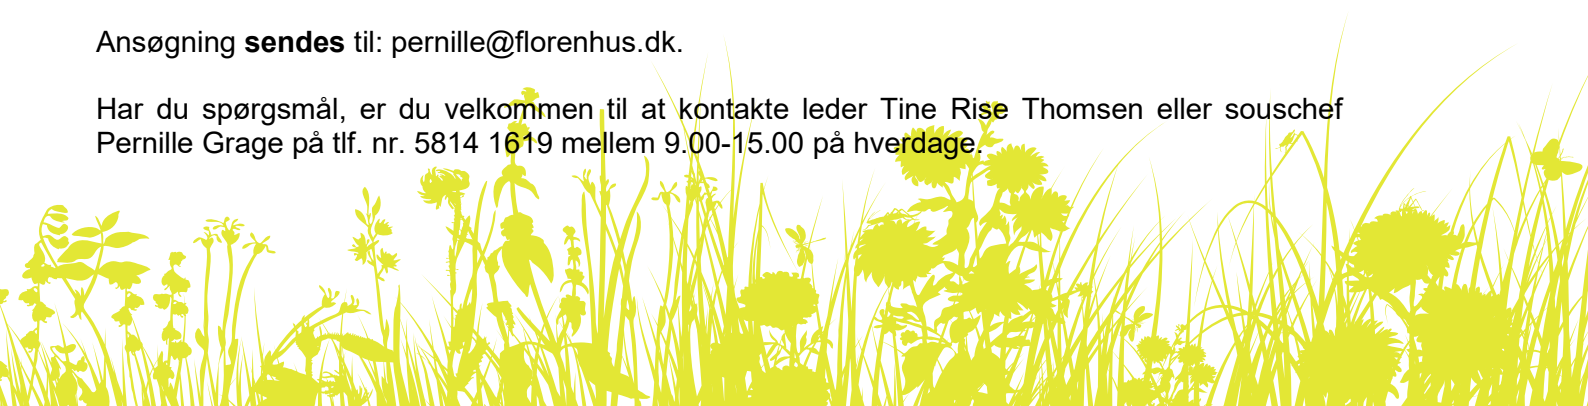 Ansøgning sendes til: pernille@florenhus.dk.
Har du spørgsmål, er du velkommen til at kontakte leder Tine Rise Thomsen eller souschef
Pernille Grage på tlf. nr. 5814 1619 mellem 9.00-15.00 på hverdage.